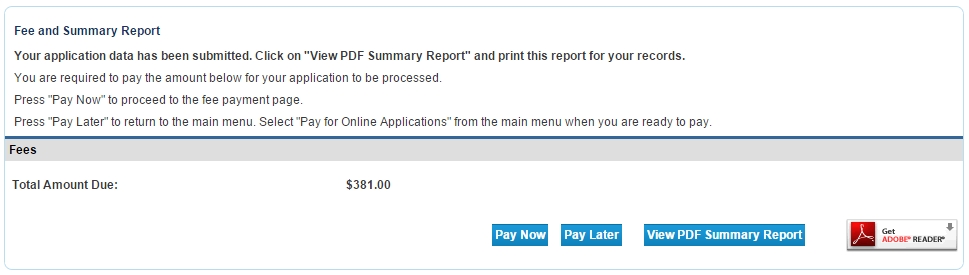 Fee and Summary Report
Your application data has been submitted. Click on "View PDF Summary Report" and print this report for your records.
You are required to pay the amount below for your application to be processed.
Press "Pay Now" to proceed to the fee payment page.
Press "Pay Later" to return to the main menu. Select "Pay for Online Applications" from the main menu when you are ready to pay.
Fees
Total Amount Due: $381.00
Pay Now Pay Later View PDF Summary Report
Get
ADOBE® READER®